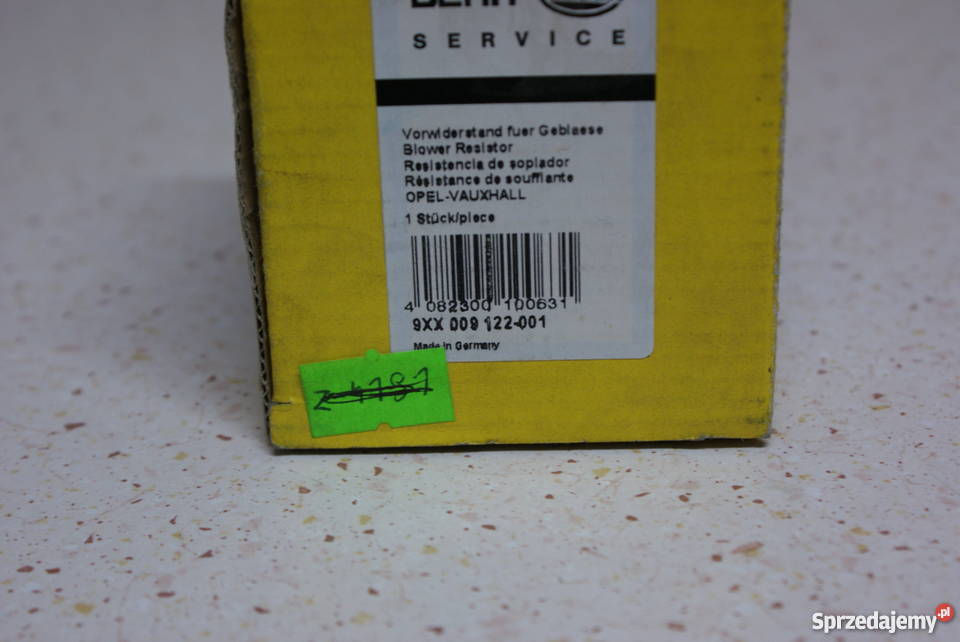 BEHR
SERVICE
Vorwiderstand fuer Geblaese
Blower Resistor
Resistencia de soplador
Résistance de soufflante
OPEL-VAUXHALL
1 Stück/piece
4 082300 100631
9XX 009 122-001
Made in Germany
Sprzedajemy.pl